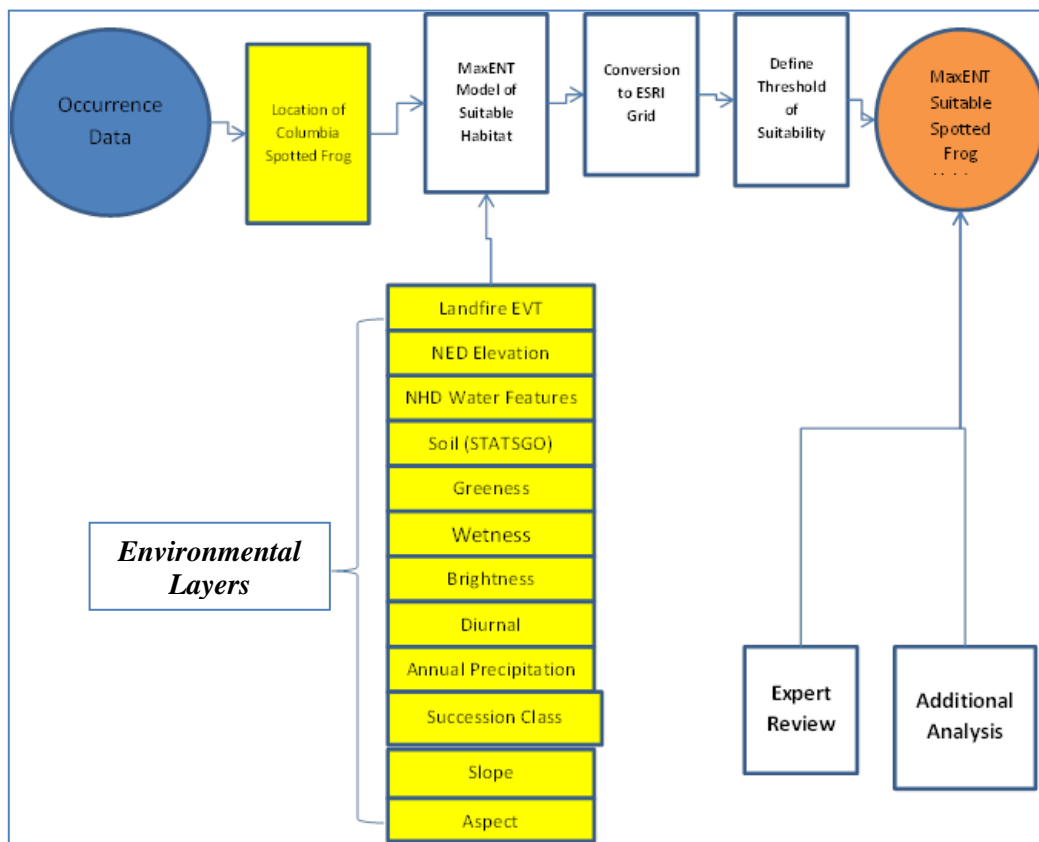 Occurrence
Data
Location of
Columbia
Spotted Frog
MaxENT
Model of
Suitable
Habitat
Conversion
to ESRI
Grid
Define
Threshold
of
Suitability
MaxENT
Suitable
Spotted
Frog
Landfire EVT
NED Elevation
NHD Water Features
Soil (STATSGO)
Greeness
Wetness
Brightness
Diurnal
Annual Precipitation
Succession Class
Slope
Aspect
Environmental
Layers
Expert
Review
Additional
Analysis